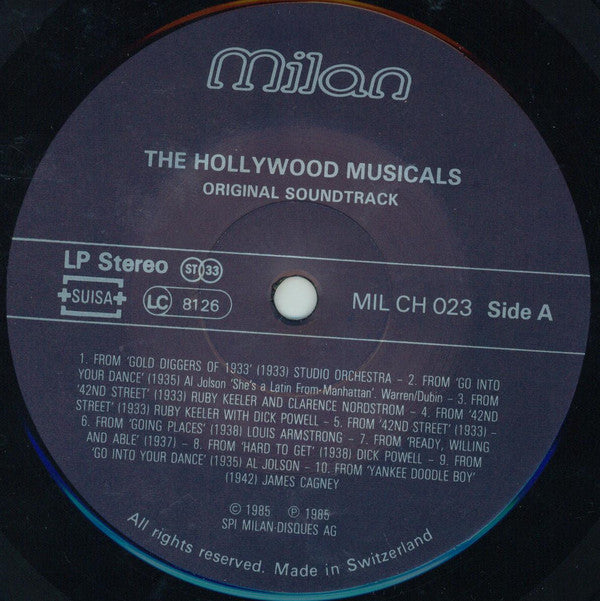 milan
THE HOLLYWOOD MUSICALS
ORIGINAL SOUNDTRACK
LP Stereo ST 33
SUISA LC 8126
MIL CH 023 Side A
1. FROM 'GOLD DIGGERS OF 1933' (1933) STUDIO ORCHESTRA – 2. FROM 'GO INTO
YOUR DANCE' (1935) Al Jolson 'She's a Latin From-Manhattan'. Warren/Dubin – 3. FROM
'42ND STREET' (1933) RUBY KEELER AND CLARENCE NORDSTROM – 4. FROM '42ND
STREET' (1933) RUBY KEELER WITH DICK POWELL - 5. FROM '42ND STREET' (1933) –
6. FROM 'GOING PLACES' (1938) LOUIS ARMSTRONG – 7. FROM 'READY, WILLING
AND ABLE' (1937) – 8. FROM 'HARD TO GET' (1938) DICK POWELL – 9. FROM
'GO INTO YOUR DANCE' (1935) AL JOLSON - 10. FROM 'YANKEE DOODLE BOY'
(1942) JAMES CAGNEY
© 1985 ℗ 1985
SPI MILAN-DISQUES AG
All rights reserved. Made in Switzerland